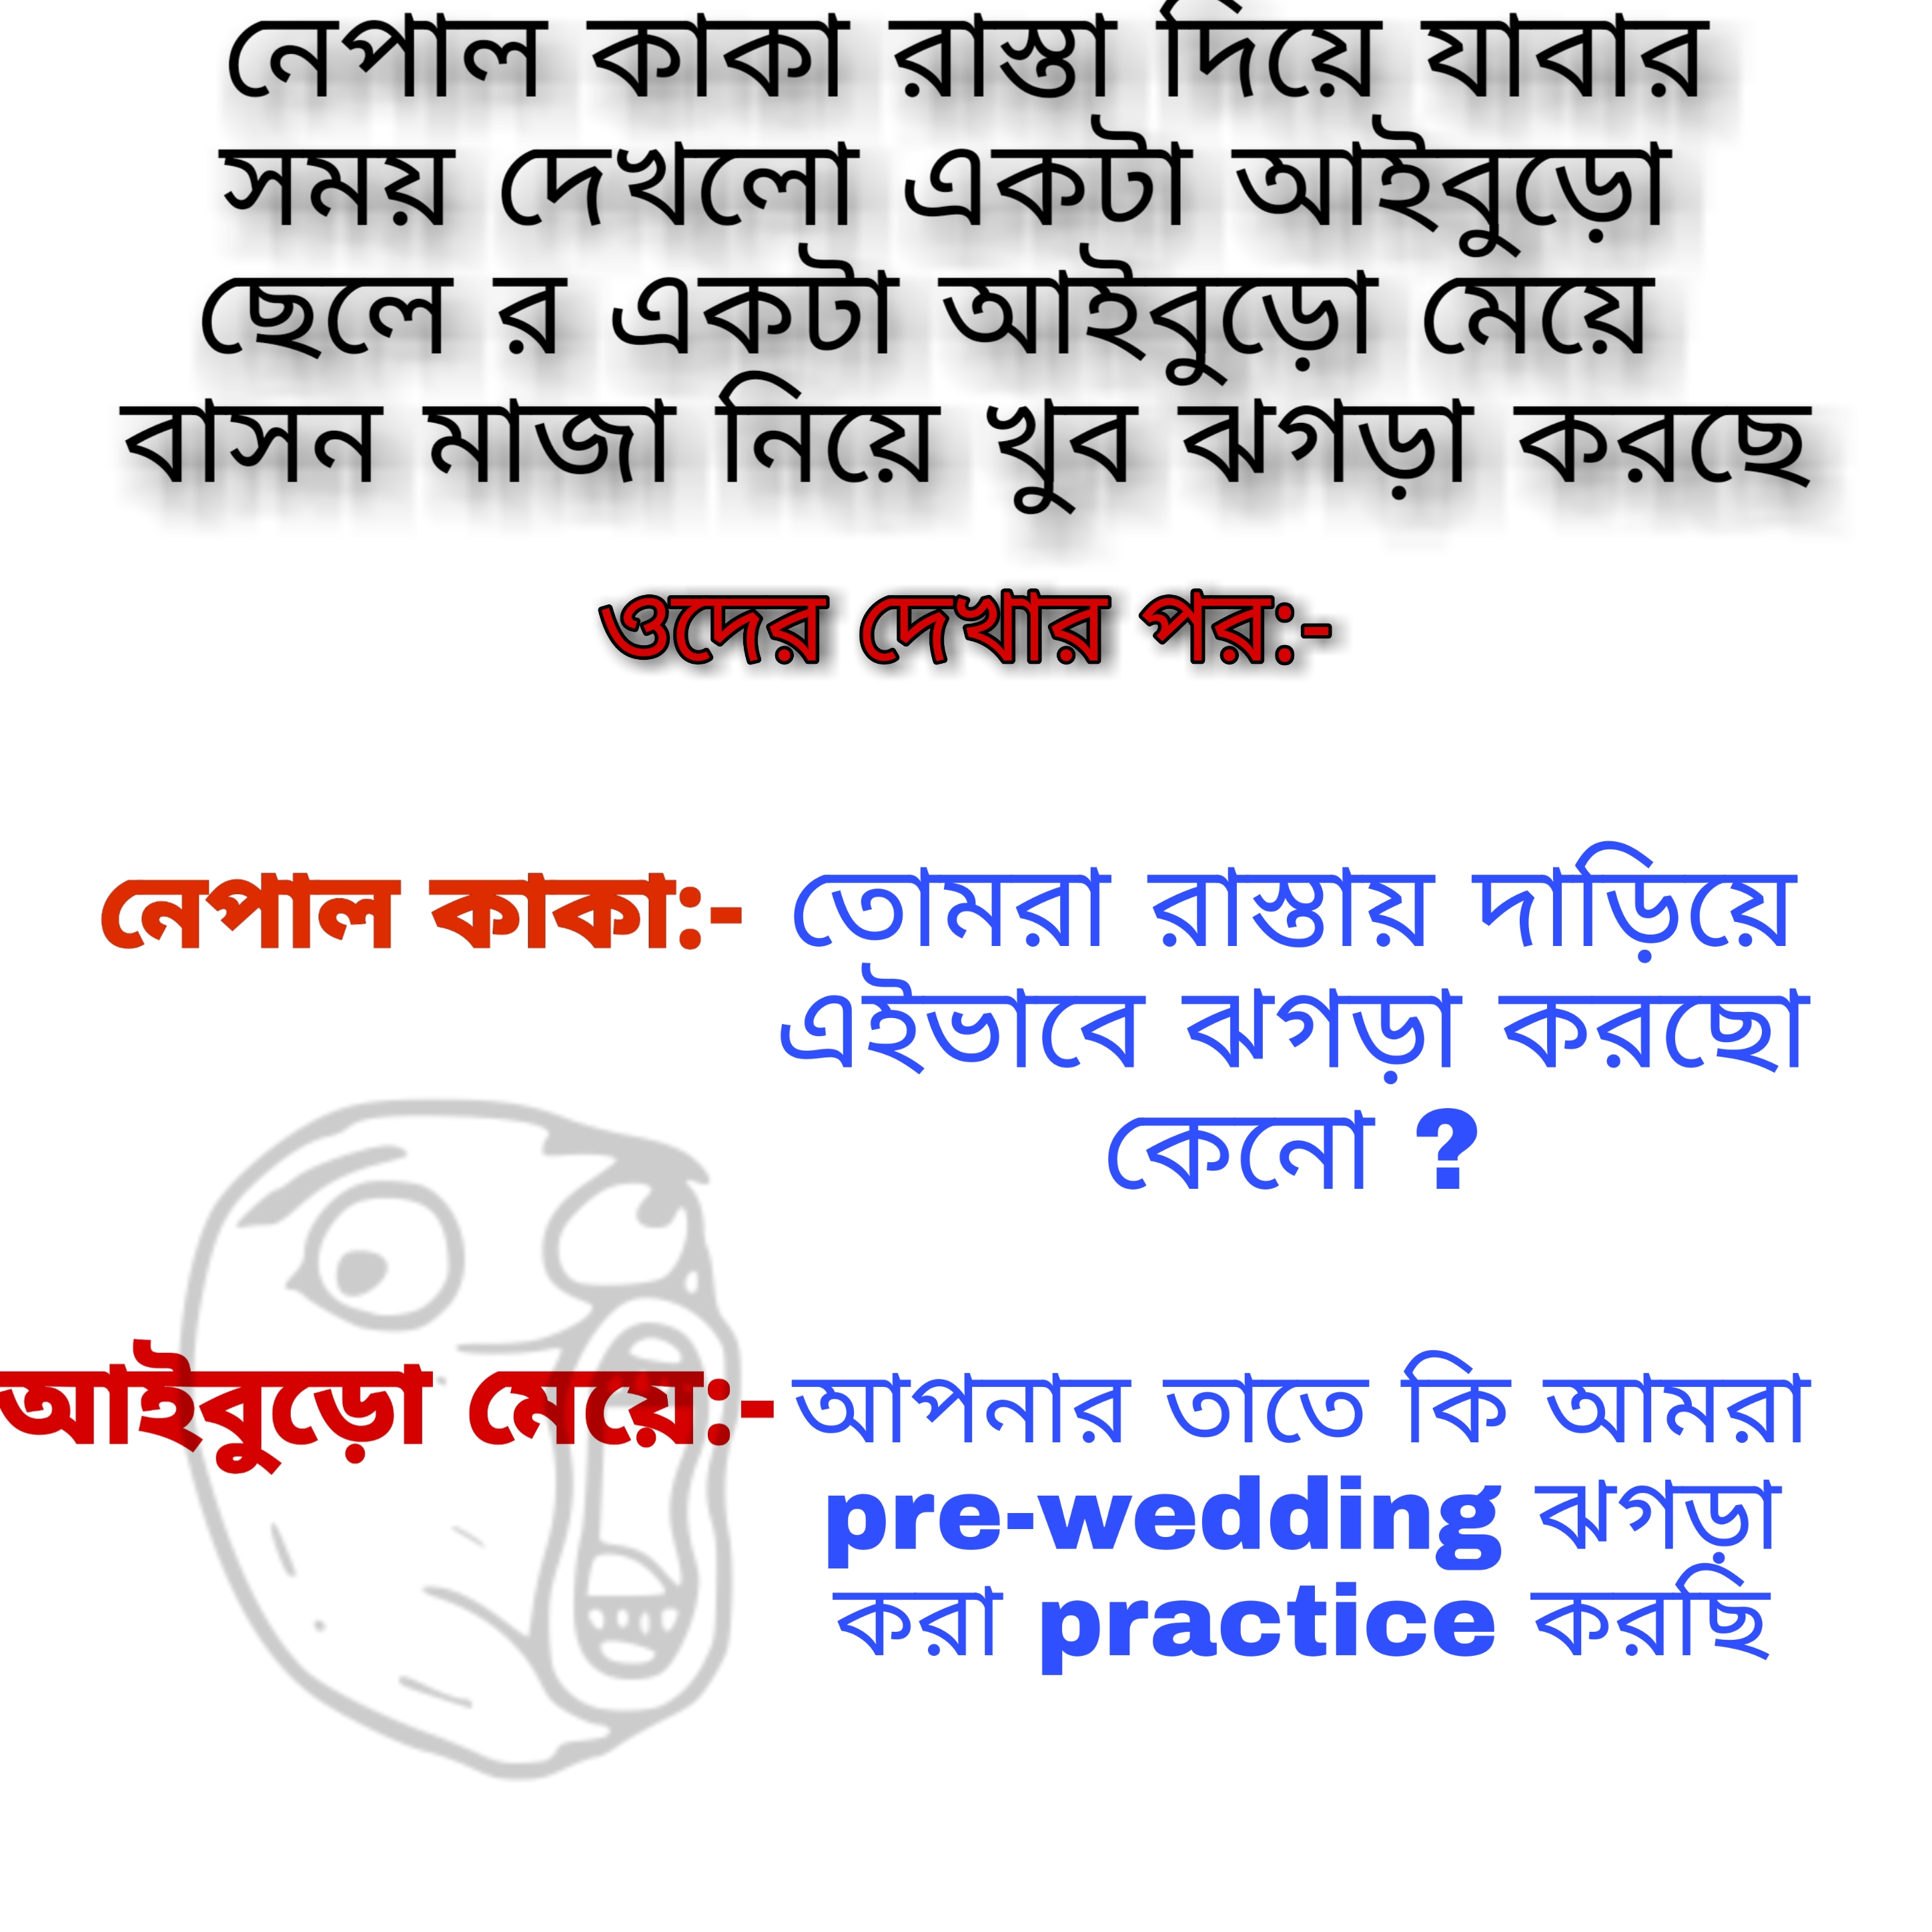 নেপাল কাকা রাস্তা দিয়ে যাবার
সময় দেখলো একটা আইবুড়ো
ছেলে র একটা আইবুড়ো মেয়ে
বাসন মাজা নিয়ে খুব ঝগড়া করছে
ওদের দেখার পর:-
নেপাল কাকা:- তোমরা রাস্তায় দাড়িয়ে
এইভাবে ঝগড়া করছো
কেনো ?
আইবুড়ো মেয়ে:- আপনার তাতে কি আমরা
pre-wedding ঝগড়া
করা practice করছি